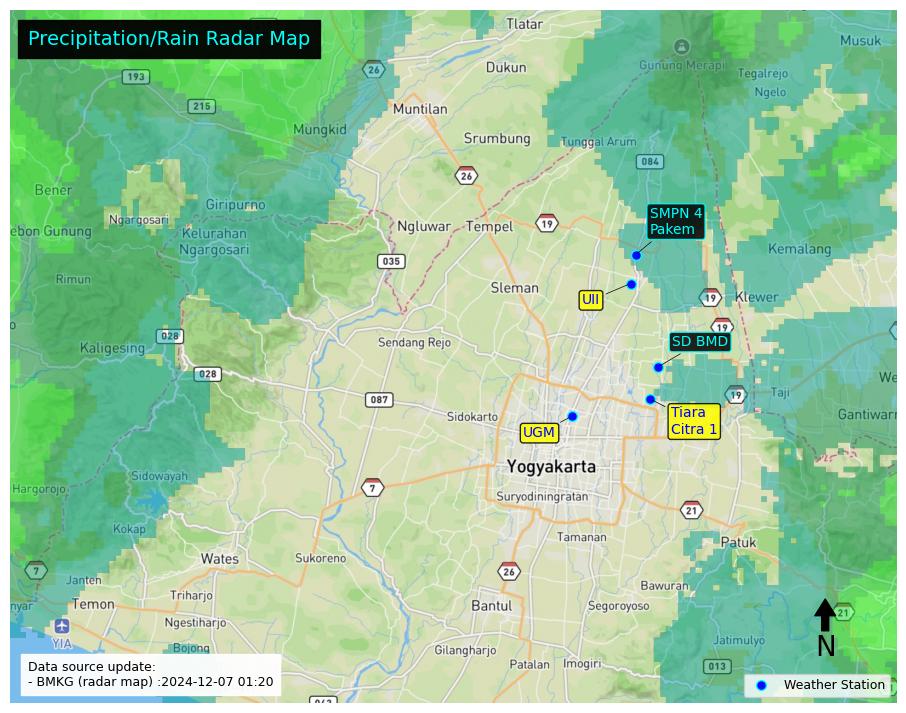 Precipitation/Rain Radar Map
Tlatar
Musuk
26
Gunung Merapi
Dukun
193
Tegalrejo
Ngelo
215
Muntilan
Mungkid
Srumbung
Tunggal Arum
084
26
Bener
Giripurno
SMPN 4
Pakem
Ngargosari
Ngluwar
Tempel
19
ebon Gunung
Kelurahan
Ngargosari
Kemalang
035
Rimun
Sleman
UII
19
Klewer
19
028
Sendang Rejo
SD BMD
Kaligesing
028
We
Taji
087
19
Sidokarto
Tiara
Citra 1
Gantiwarr
UGM
Yogyakarta
Sidowayah
Hargorojo
7
Suryodiningratan
21
Kokap
Tamanan
Patuk
Wates
Sukoreno
7
26
Janten
Bawuran
Triharjo
nyar
Temon
Bantul
Segoroyoso
21
Ngestiharjo
YIA
Bojong
Jatimulyo
N
Gilangharjo
Patalan
Imogiri
013
Data source update:
- BMKG (radar map) :2024-12-07 01:20
Weather Station